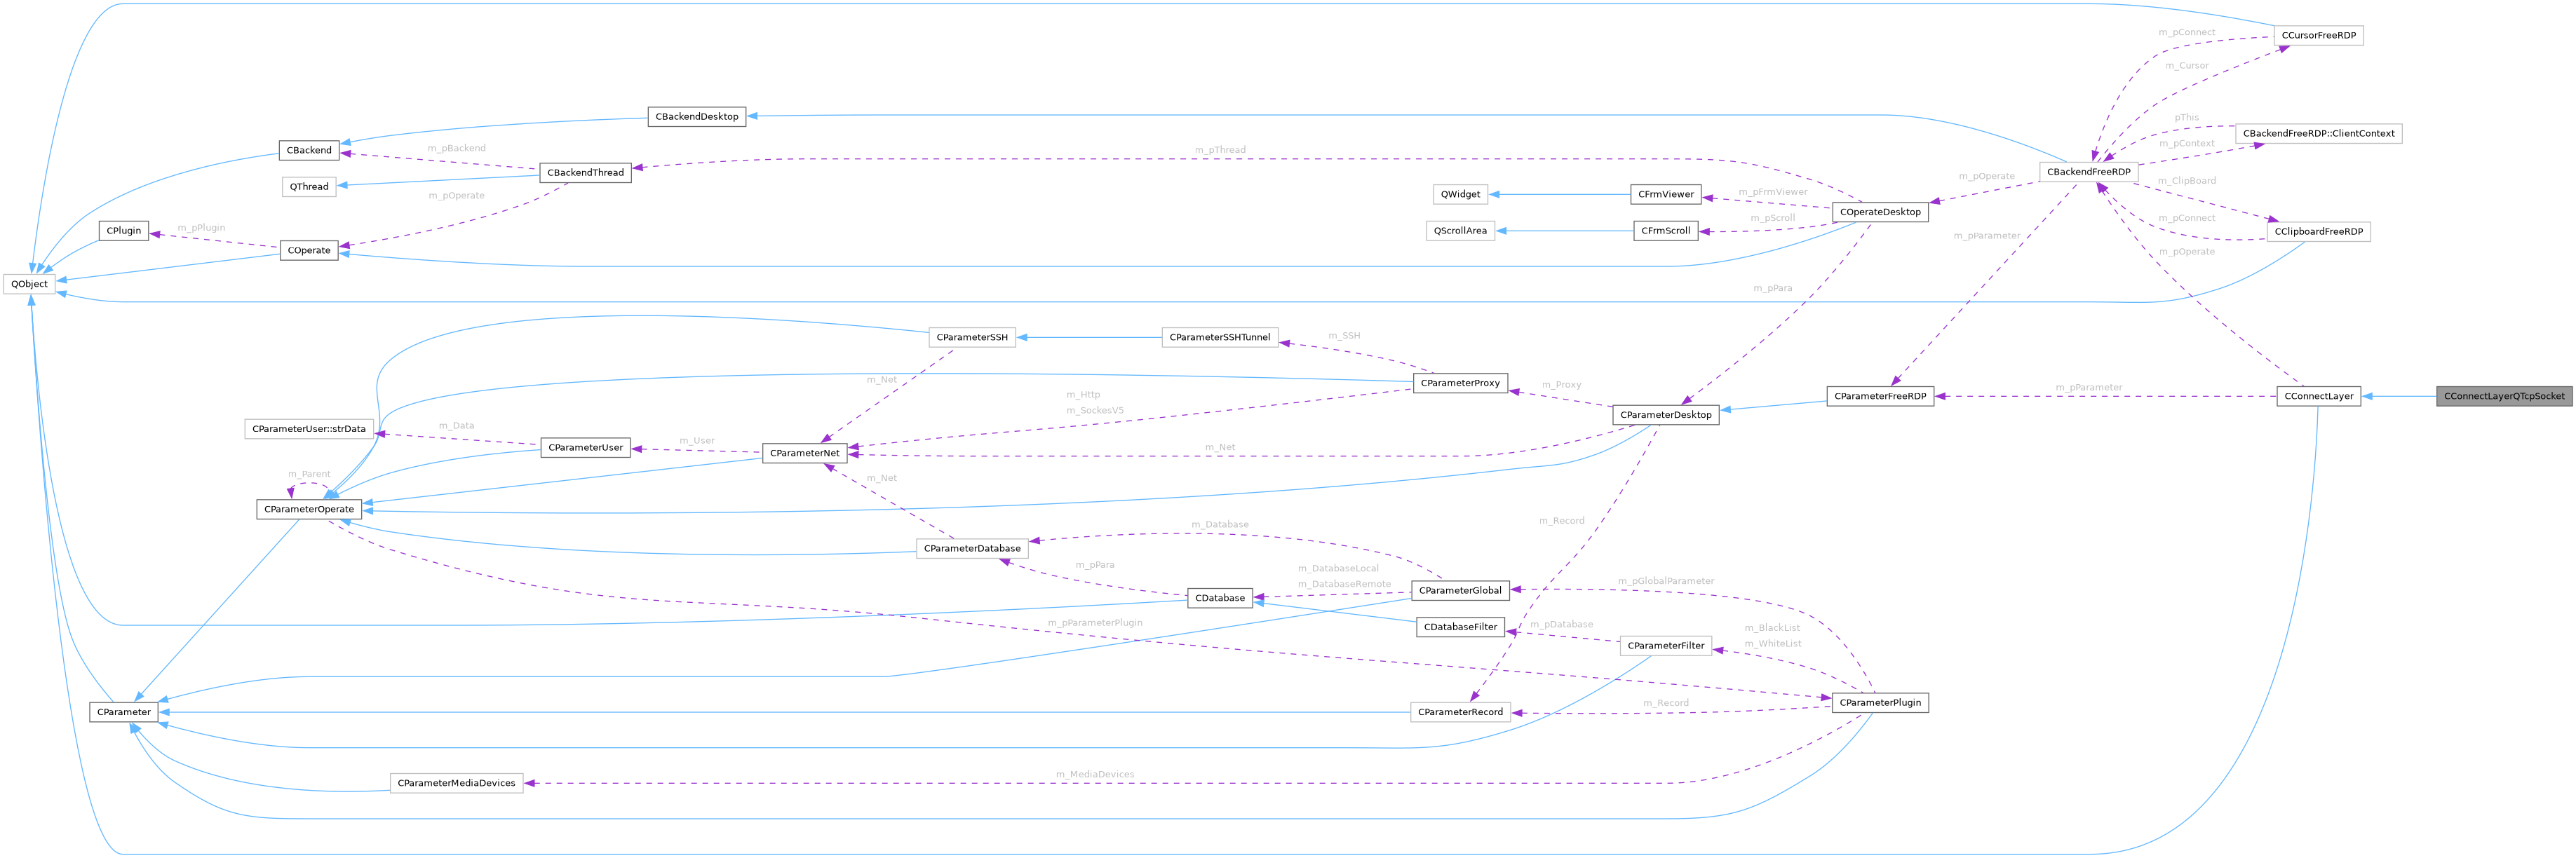 m_pConnect
CCursorFreeRDP
m_Cursor
CBackendDesktop
pThis
CBackendFreeRDP::ClientContext
m_pContext
CBackend
m_pBackend
m_pThread
CBackendThread
CBackendFreeRDP
m_pOperate
m_ClipBoard
QThread
m_pOperate
QWidget
CFrmViewer
m_pFrmViewer
COperateDesktop
m_pScroll
m_pConnect
CPlugin
m_pPlugin
QScrollArea
CFrmScroll
CClipboardFreeRDP
m_pParameter
COperate
m_pOperate
QObject
m_pPara
CParameterSSH
CParameterSSHTunnel
m_SSH
m_Net
CParameterProxy
m_Proxy
m_pParameter
m_Http
m_SockesV5
CParameterFreeRDP
CConnectLayer
CConnectLayerQTcpSocket
CParameterDesktop
CParameterUser::strData
m_Data
CParameterUser
m_User
CParameterNet
m_Net
m_Parent
m_Net
CParameterOperate
m_Database
m_Record
CParameterDatabase
m_pPara
m_DatabaseLocal
m_DatabaseRemote
m_pGlobalParameter
CParameterGlobal
CDatabase
m_pParameterPlugin
CDatabaseFilter
m_pDatabase
m_BlackList
m_WhiteList
CParameterFilter
CParameter
CParameterRecord
m_Record
CParameterPlugin
CParameterMediaDevices
m_MediaDevices